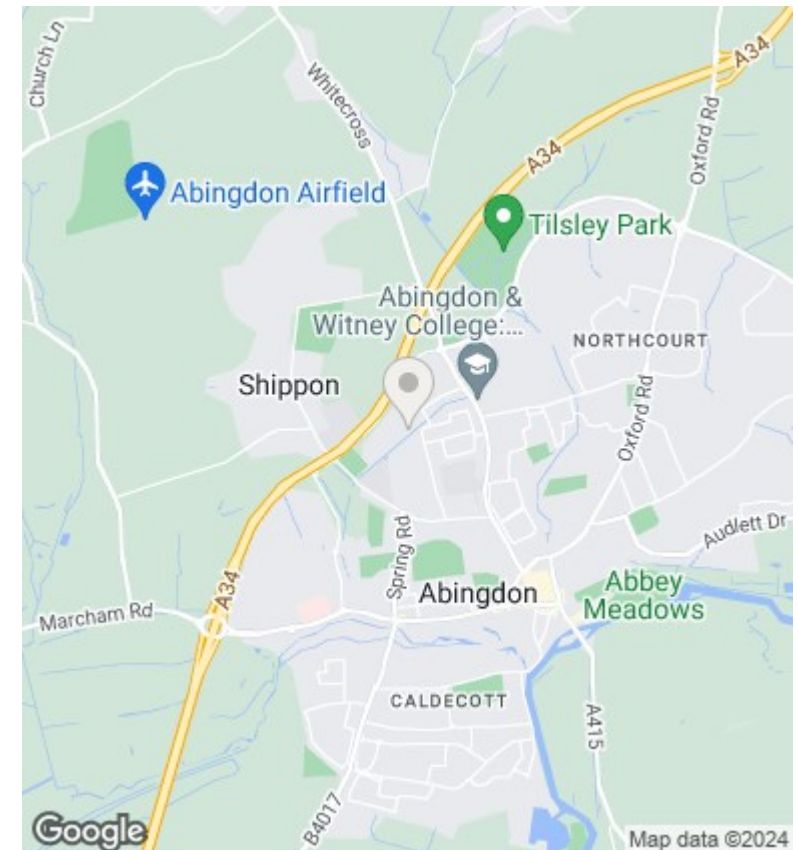 Church Ln
Whitecross
A34
Oxford Rd
A34
Abingdon Airfield
Tilsley Park
Abingdon &
Witney College:...
NORTHCOURT
Shippon
Oxford Rd
Audlett Dr
Spring Rd
Abingdon
Abbey
Meadows
A34
Marcham Rd
CALDECOTT
A415
B4017
Google
Map data ©2024